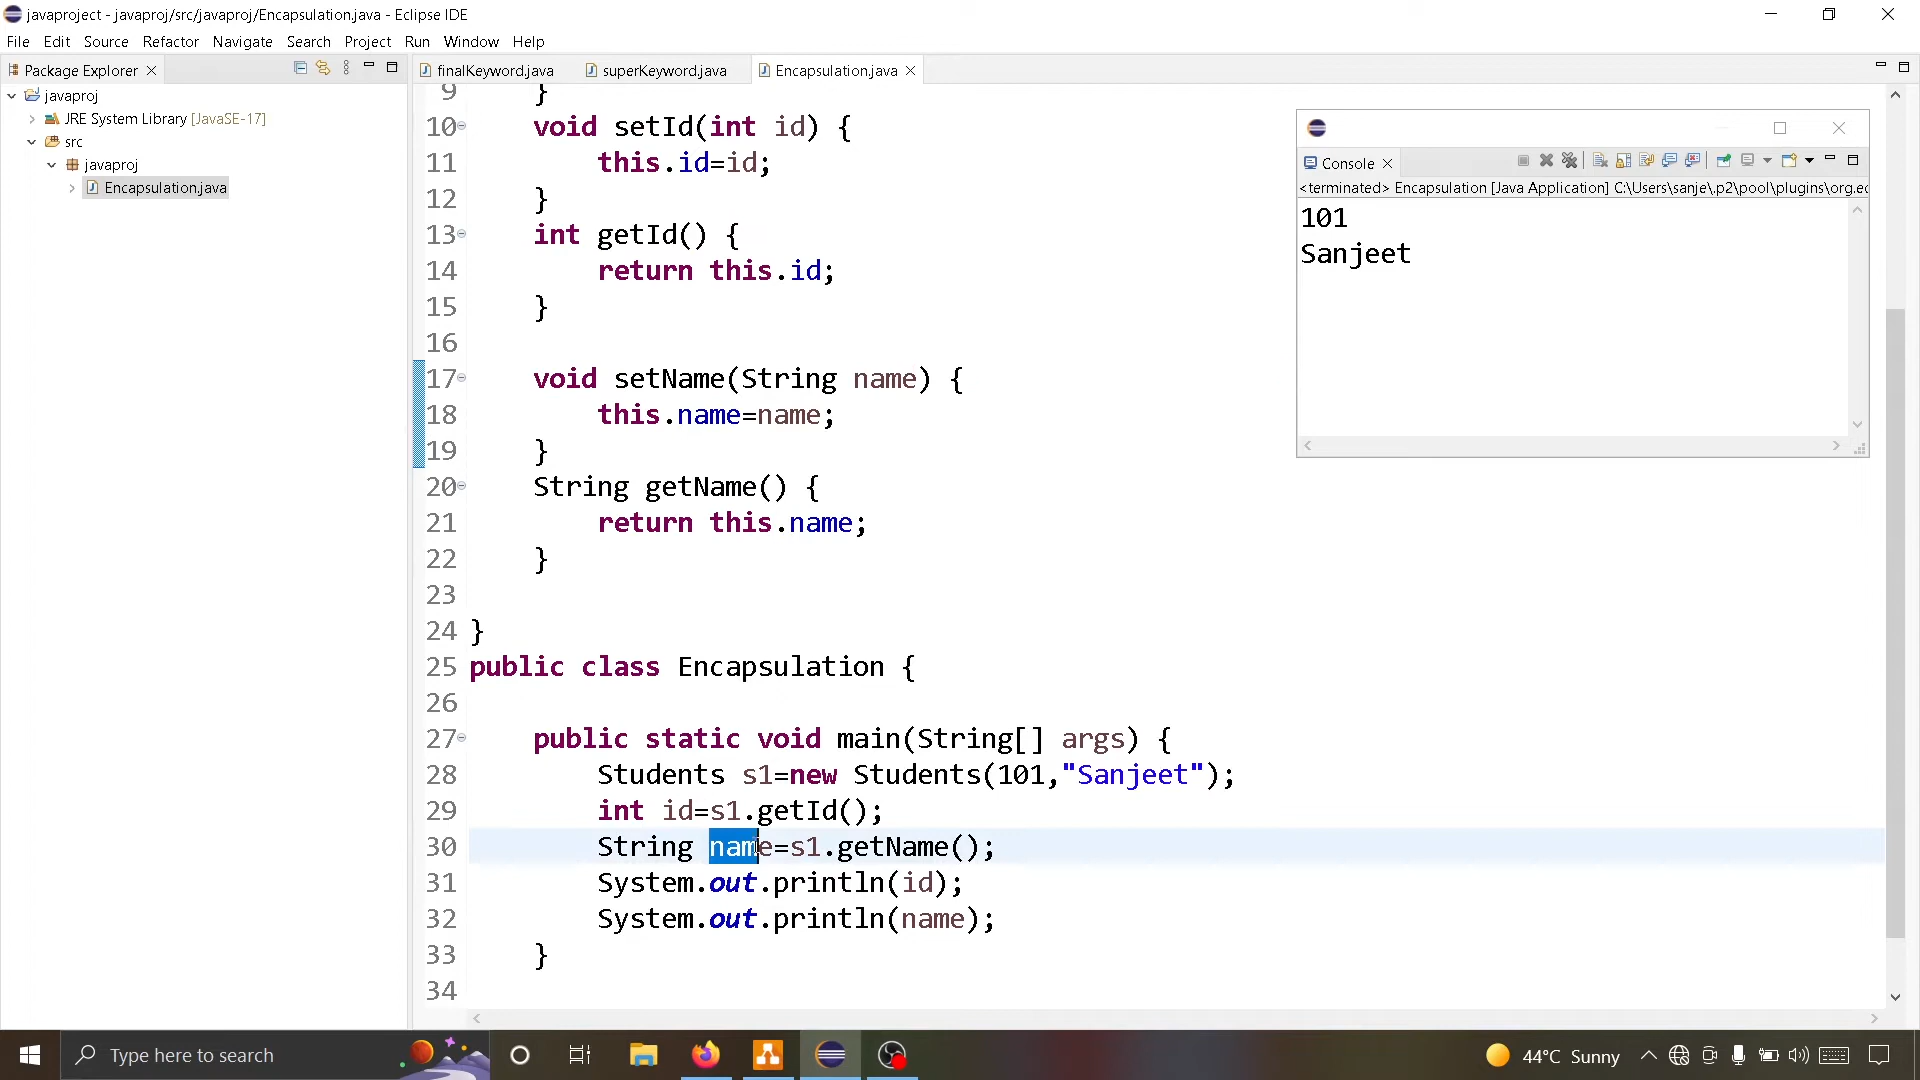 javaproject - javaproj/src/javaproj/Encapsulation.java - Eclipse IDE
File Edit Source Refactor Navigate Search Project Run Window Help
Package Explorer
javaproj
JRE System Library [JavaSE-17]
src
javaproj
Encapsulation.java
finalKeyword.java superKeyword.java Encapsulation.java
9 }
10 void setId(int id) {
11 this.id=id;
12 }
13 int getId() {
14 return this.id;
15 }
16
17 void setName(String name) {
18 this.name=name;
19 }
20 String getName() {
21 return this.name;
22 }
23
24 }
25 public class Encapsulation {
26
27 public static void main(String[] args) {
28 Students s1=new Students(101,"Sanjeet");
29 int id=s1.getId();
30 String name=s1.getName();
31 System.out.println(id);
32 System.out.println(name);
33 }
34
Console
<terminated> Encapsulation [Java Application] C:\Users\sanje\.p2\pool\plugins\org.ec
101
Sanjeet
Type here to search
44°C Sunny